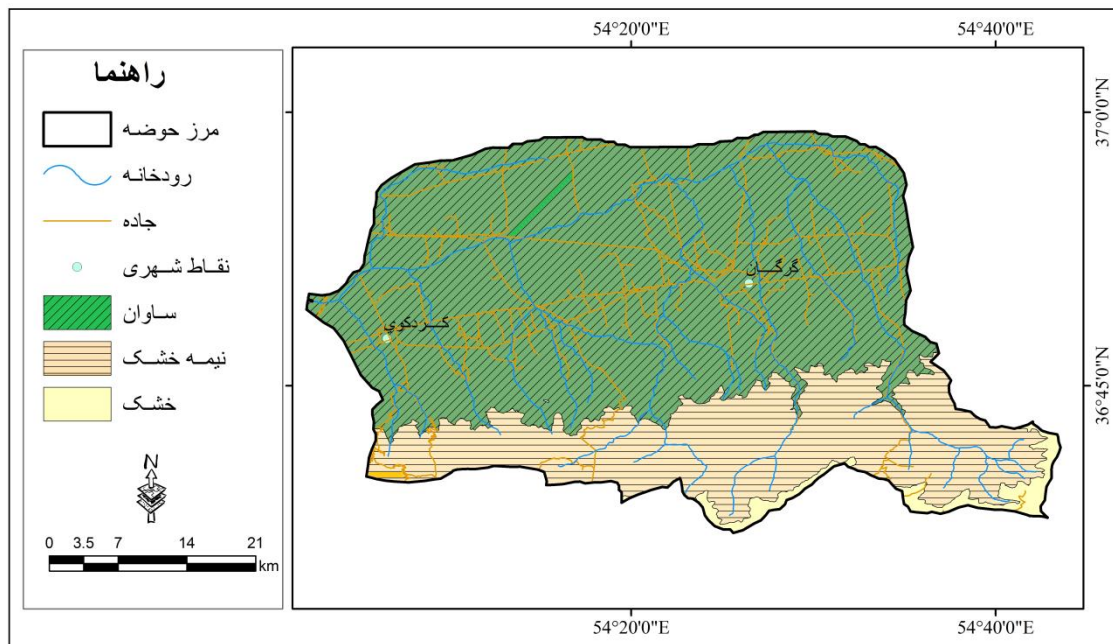 54°20'0"E
54°40'0"E
37°0'0"N
36°45'0"N
راهنما
مرز حوضه
رودخانه
جاده
نقاط شهری
ساوان
نیمه خشک
خشک
N
0 3.5 7 14 21
km
گرگان
کردکوی
54°20'0"E
54°40'0"E